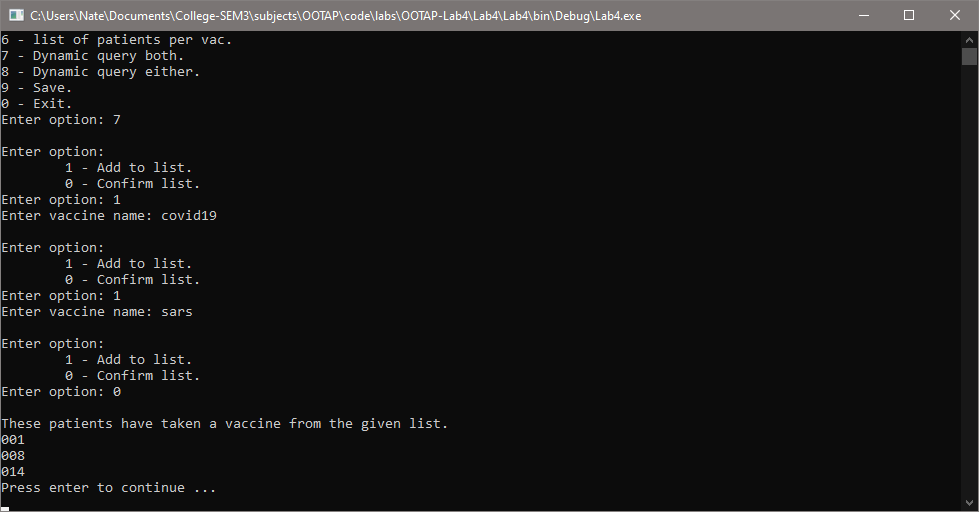 C:\Users\Nate\Documents\College-SEM3\subjects\OOTAP\code\labs\OOTAP-Lab4\Lab4\Lab4\bin\Debug\Lab4.exe
6 - list of patients per vac.
7 - Dynamic query both.
8 - Dynamic query either.
9 - Save.
0 - Exit.
Enter option: 7
Enter option:
1 - Add to list.
0 - Confirm list.
Enter option: 1
Enter vaccine name: covid19
Enter option:
1 - Add to list.
0 - Confirm list.
Enter option: 1
Enter vaccine name: sars
Enter option:
1 - Add to list.
0 - Confirm list.
Enter option: 0
These patients have taken a vaccine from the given list.
001
008
014
Press enter to continue ...